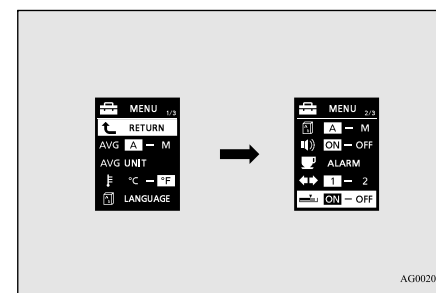 MENU 1/3
RETURN
AVG A – M
AVG UNIT
°C – °F
LANGUAGE
MENU 2/3
A – M
ON – OFF
ALARM
1 – 2
ON – OFF
AG0020